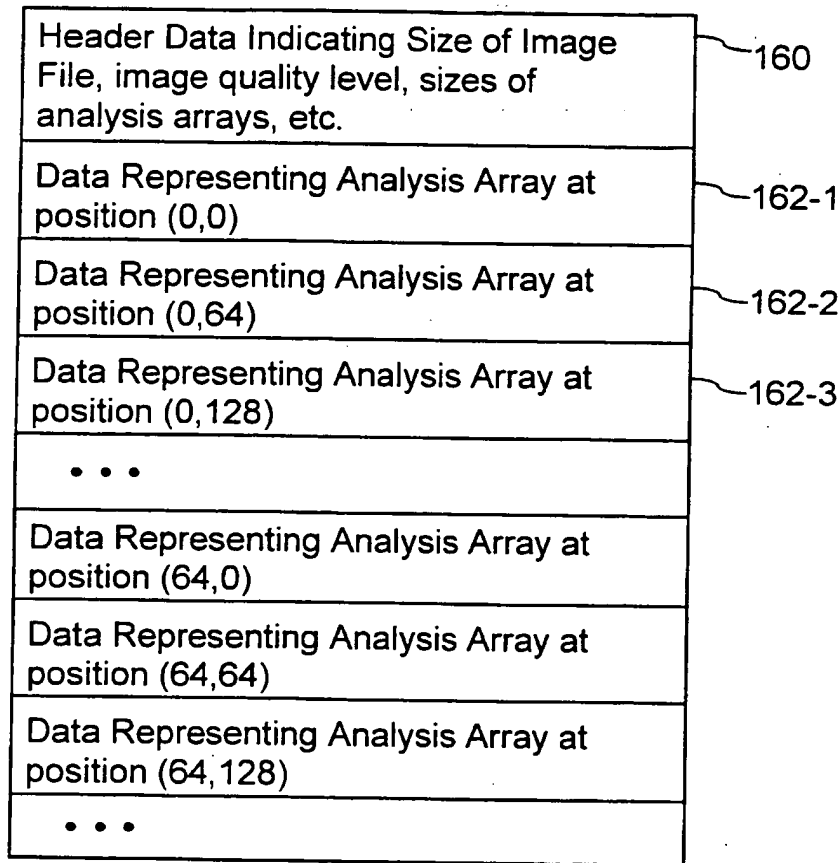 Header Data Indicating Size of Image
File, image quality level, sizes of
analysis arrays, etc.
160
Data Representing Analysis Array at
position (0,0)
162-1
Data Representing Analysis Array at
position (0,64)
162-2
Data Representing Analysis Array at
position (0,128)
162-3
• • •
Data Representing Analysis Array at
position (64,0)
Data Representing Analysis Array at
position (64,64)
Data Representing Analysis Array at
position (64,128)
• • •